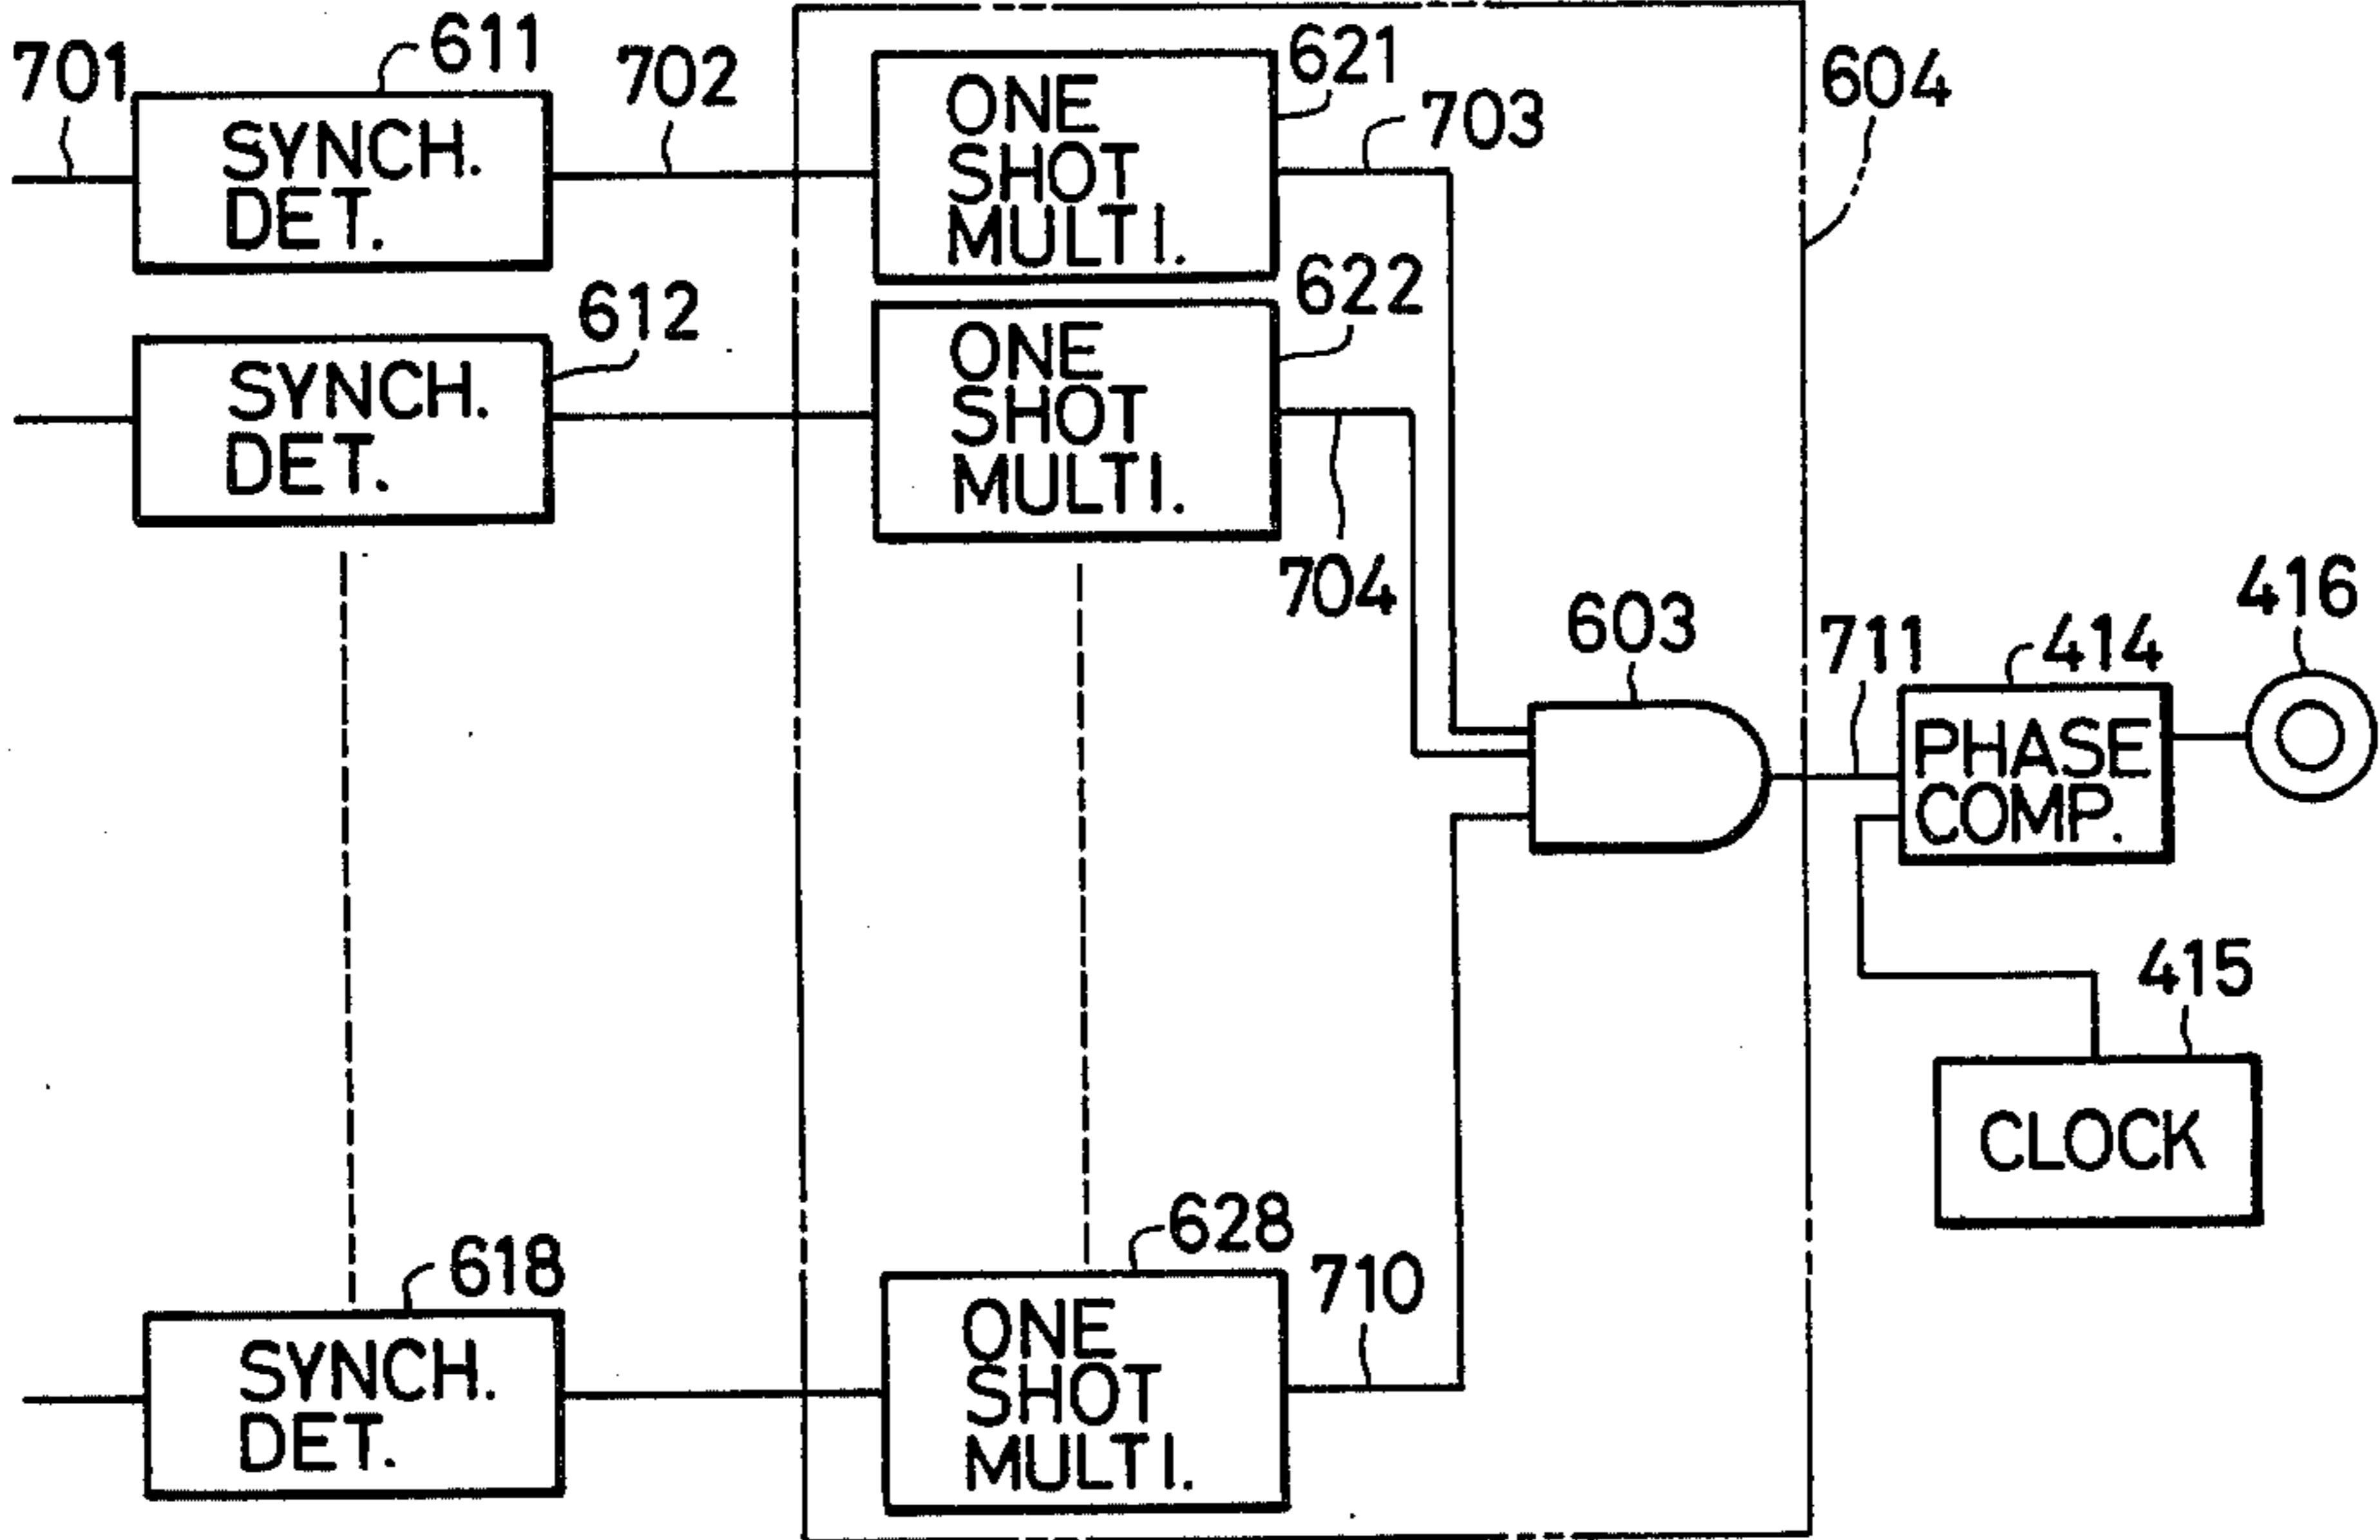 701
611
SYNCH.
DET.
702
621
ONE
SHOT
MULTI.
703
604
612
SYNCH.
DET.
622
ONE
SHOT
MULTI.
704
603
711
414
PHASE
COMP.
416
415
CLOCK
618
SYNCH.
DET.
628
ONE
SHOT
MULTI.
710